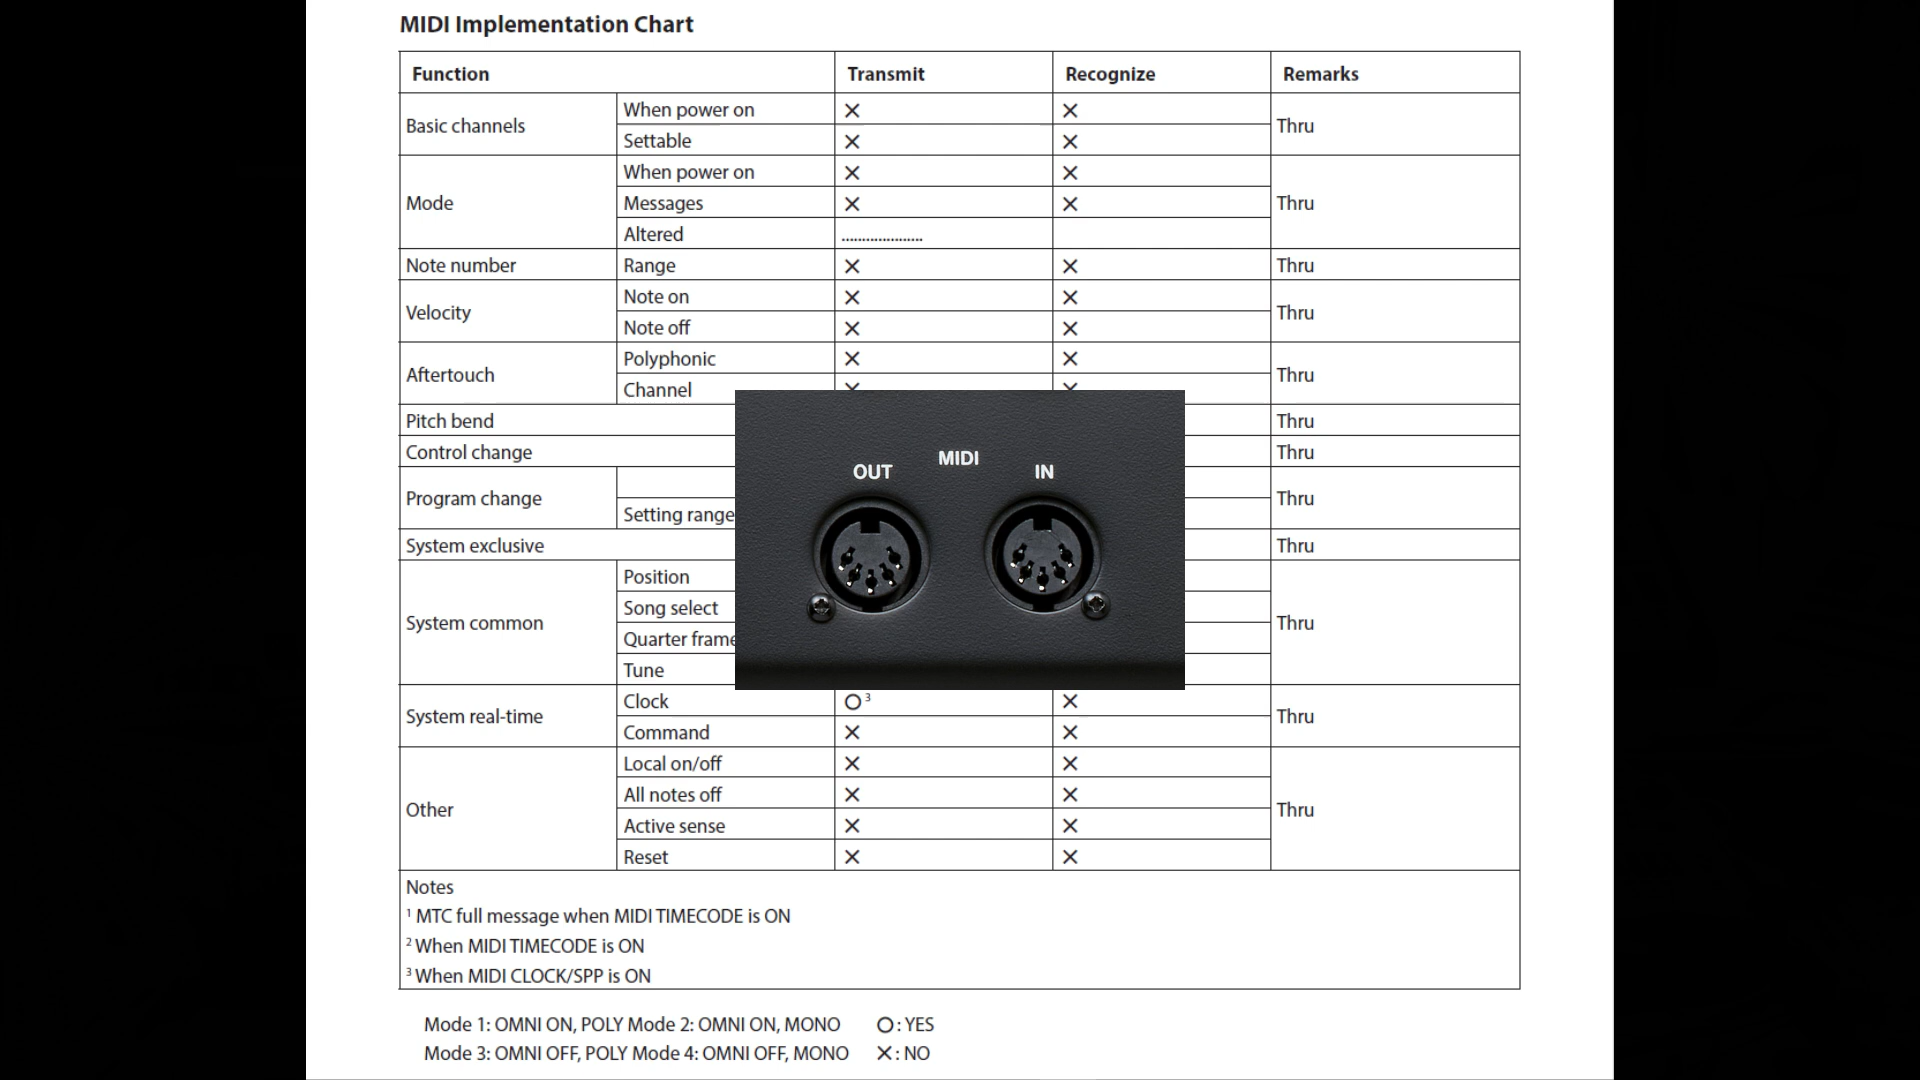 MIDI Implementation Chart
Function Transmit Recognize Remarks
Basic channels When power on × × Thru
Settable × ×
Mode When power on × × Thru
Messages × ×
Altered ....................
Note number Range × × Thru
Velocity Note on × × Thru
Note off × ×
Aftertouch Polyphonic × × Thru
Channel × ×
Pitch bend Thru
Control change Thru
Program change Thru
Setting range
System exclusive Thru
System common Position Thru
Song select
Quarter frame
Tune
OUT MIDI IN
System real-time Clock ○ ³ × Thru
Command × ×
Other Local on/off × × Thru
All notes off × ×
Active sense × ×
Reset × ×
Notes
¹ MTC full message when MIDI TIMECODE is ON
² When MIDI TIMECODE is ON
³ When MIDI CLOCK/SPP is ON
Mode 1: OMNI ON, POLY Mode 2: OMNI ON, MONO ○: YES
Mode 3: OMNI OFF, POLY Mode 4: OMNI OFF, MONO ×: NO